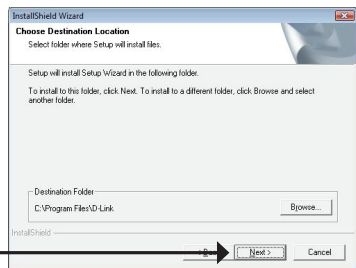 InstallShield Wizard
Choose Destination Location
Select folder where Setup will install files.
Setup will install Setup Wizard in the following folder.
To install to this folder, click Next. To install to a different folder, click Browse and select
another folder.
Destination Folder
C:\Program Files\D-Link
Browse...
InstallShield
Next >
Cancel